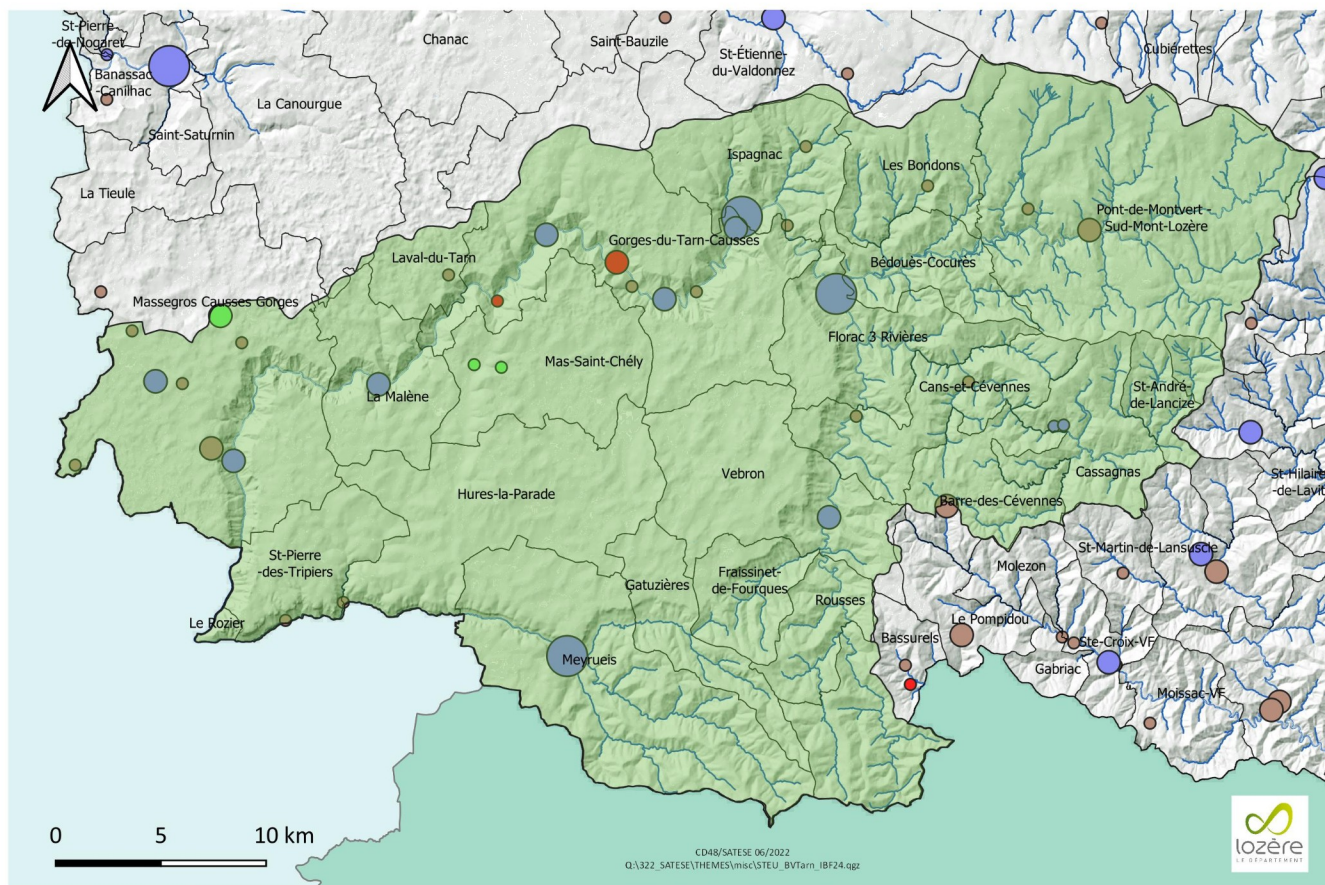 St-Pierre
-de-Nogaret
Chanac
Saint-Bauzile
St-Étienne-
du-Valdonnez
Cubiérettes
Banassac
-Canilhac
La Canourgue
Saint-Saturnin
Ispagnac
Les Bondons
La Tieule
Pont-de-Montvert -
Sud-Mont-Lozère
Gorges-du-Tarn-Causses
Laval-du-Tarn
Bédouès-Cocurès
Massegros Causses Gorges
Florac 3 Rivières
Mas-Saint-Chély
Cans-et-Cévennes
St-André-
de-Lancize
La Malène
Vebron
Cassagnas
St-Hilaire
-de-Lavit
Hures-la-Parade
Barre-des-Cévennes
St-Pierre
-des-Tripiers
St-Martin-de-Lansuscle
Molezon
Gatuzières
Fraissinet-
de-Fourques
Rousses
Le Rozier
Le Pompidou
Bassurels
Ste-Croix-VF
Meyrueis
Gabriac
Moissac-VF
0 5 10 km
CD48/SATESE 06/2022
Q:\322_SATESE\THEMES\misc\STEU_BVTarn_IBF24.qgz
lozère
LE DÉPARTEMENT